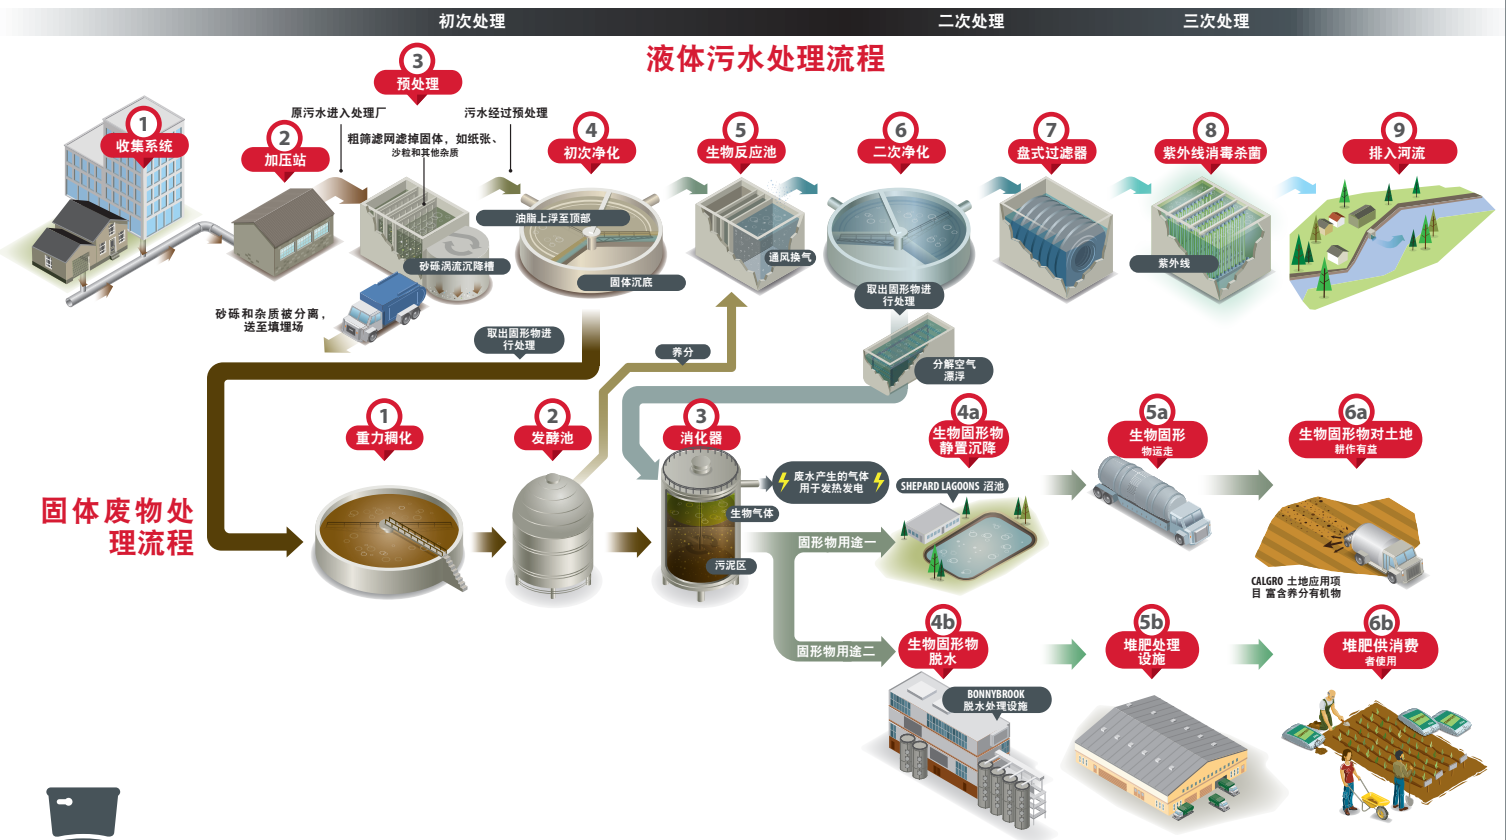 初次处理
二次处理
三次处理
液体污水处理流程
1
收集系统
2
加压站
3
预处理
原污水进入处理厂
污水经过预处理
粗筛滤网滤掉固体，如纸张、
沙粒和其他杂质
4
初次净化
5
生物反应池
6
二次净化
7
盘式过滤器
8
紫外线消毒杀菌
9
排入河流
油脂上浮至顶部
砂砾涡流沉降槽
固体沉底
通风换气
紫外线
砂砾和杂质被分离，
送至填埋场
取出固形物进
行处理
取出固形物进
行处理
养分
分解空气
漂浮
固体废物处
理流程
1
重力稠化
2
发酵池
3
消化器
废水产生的气体
用于发热发电
生物气体
污泥区
固形物用途一
固形物用途二
4a
生物固形物
静置沉降
SHEPARD LAGOONS 沼池
5a
生物固形
物运走
6a
生物固形物对土地
耕作有益
CALGRO 土地应用项
目 富含养分有机物
4b
生物固形物
脱水
BONNYBROOK
脱水处理设施
5b
堆肥处理
设施
6b
堆肥供消费
者使用